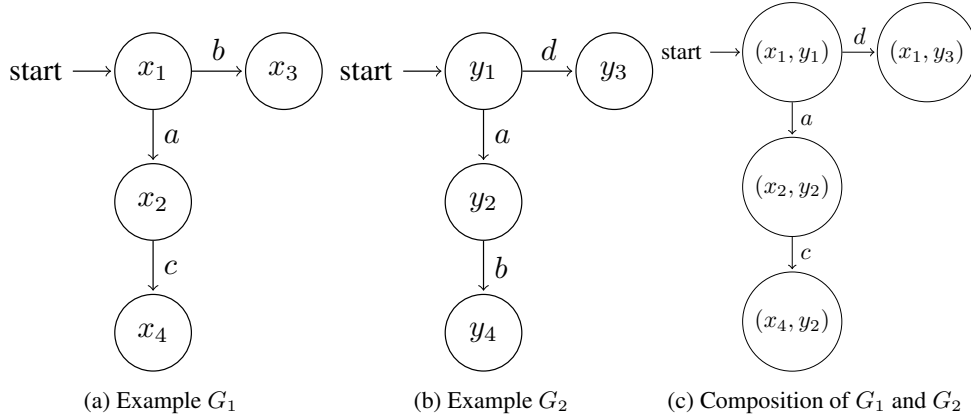 start
x₁
b
x₃
a
x₂
c
x₄
(a) Example G₁
start
y₁
d
y₃
a
y₂
b
y₄
(b) Example G₂
start
(x₁, y₁)
d
(x₁, y₃)
a
(x₂, y₂)
c
(x₄, y₂)
(c) Composition of G₁ and G₂